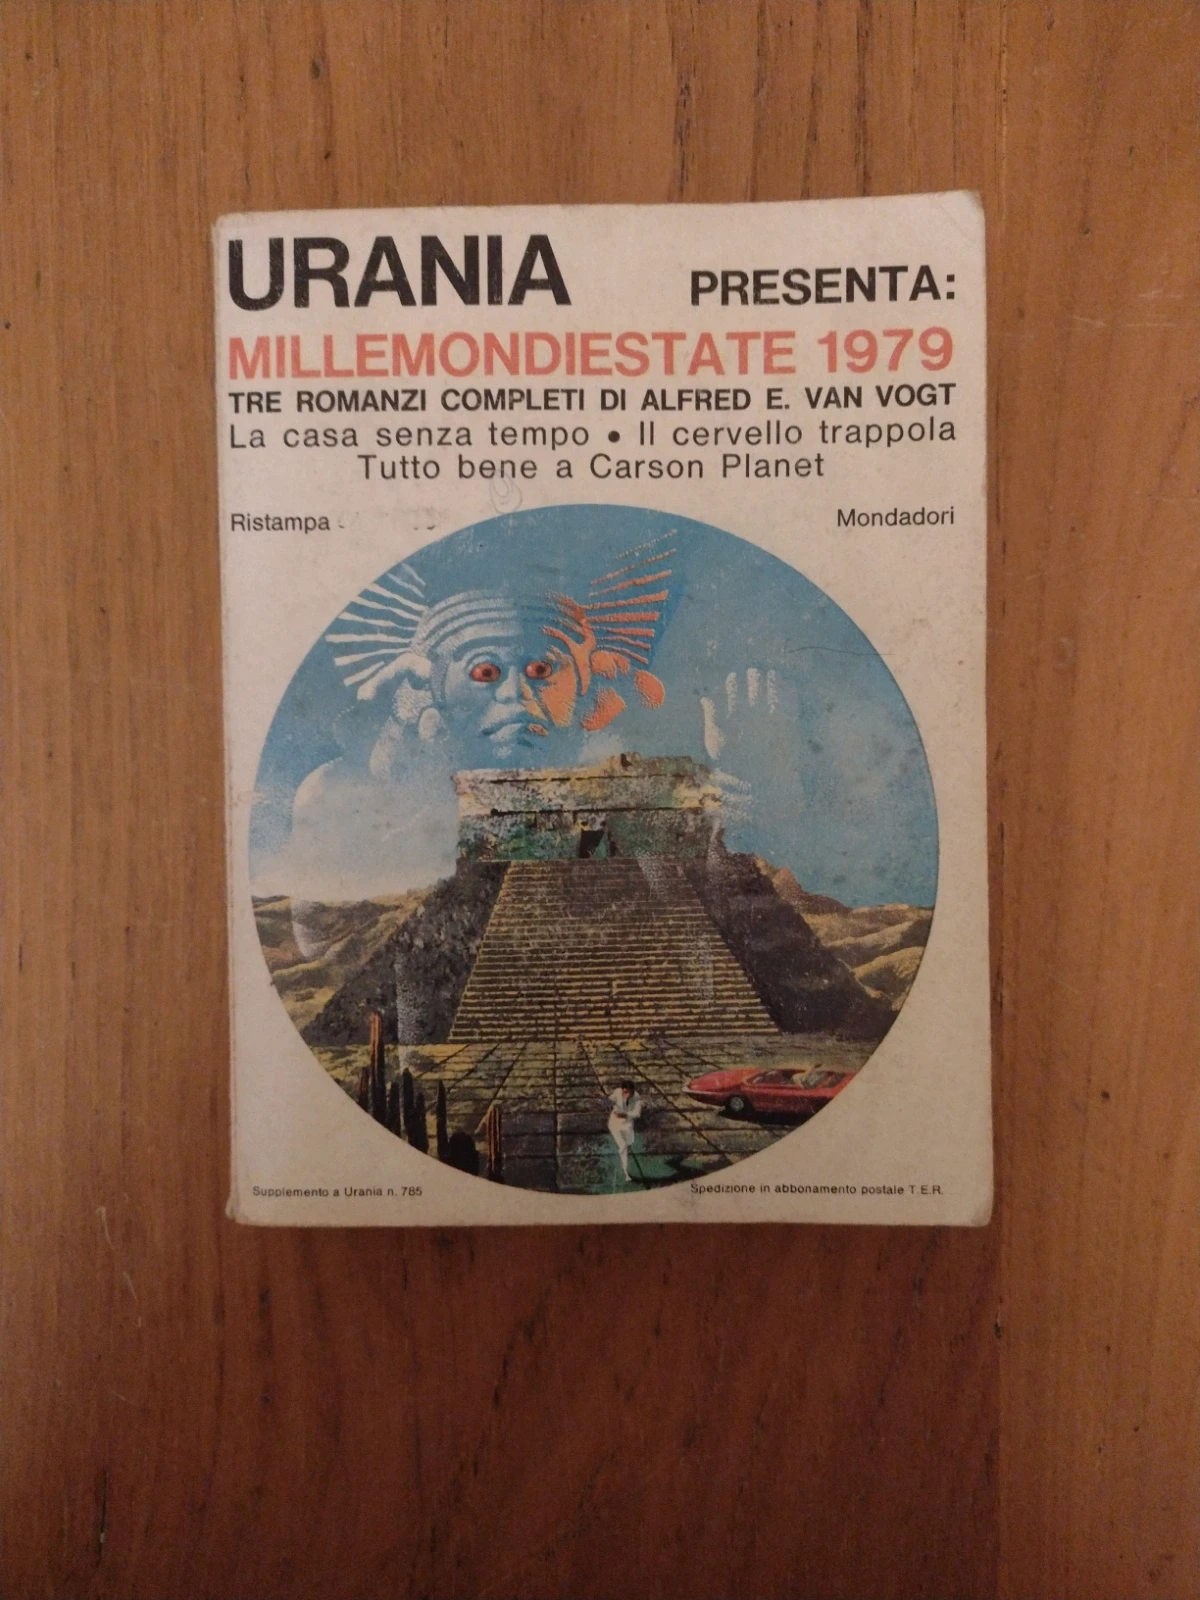 URANIA PRESENTA:
MILLEMONDIESTATE 1979
TRE ROMANZI COMPLETI DI ALFRED E. VAN VOGT
La casa senza tempo • Il cervello trappola
Tutto bene a Carson Planet
Ristampa
Mondadori
Supplemento a Urania n. 785
Spedizione in abbonamento postale T.E.R.